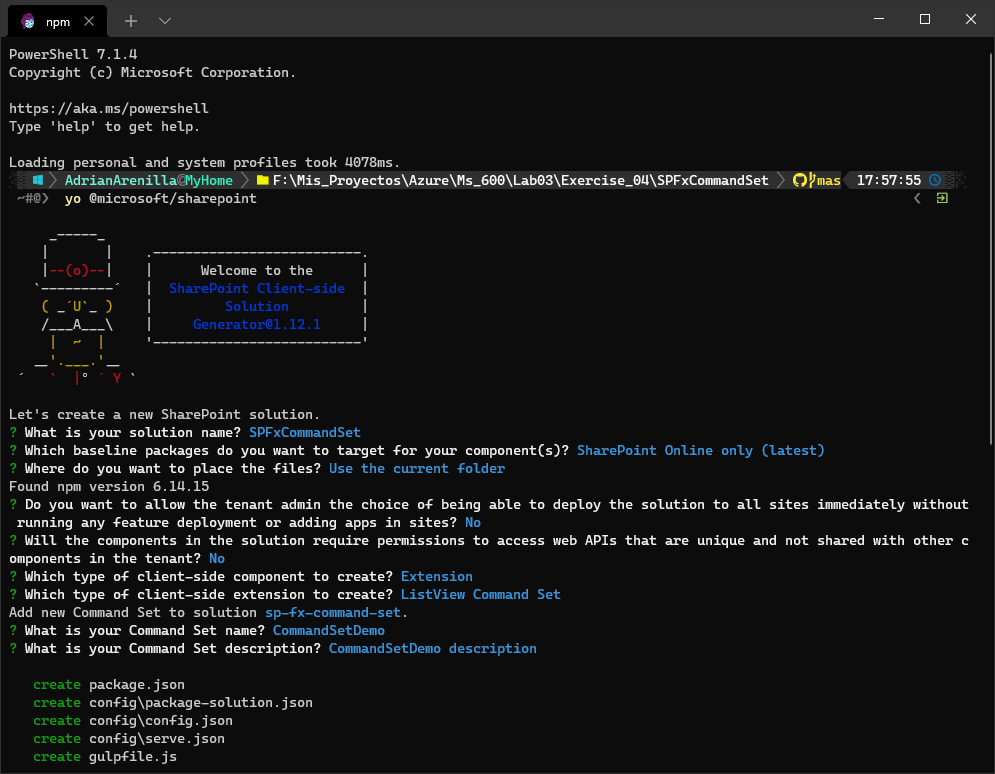 npm
PowerShell 7.1.4
Copyright (c) Microsoft Corporation.
https://aka.ms/powershell
Type 'help' to get help.
Loading personal and system profiles took 4078ms.
AdrianArenilla@MyHome F:\Mis_Proyectos\Azure\Ms_600\Lab03\Exercise_04\SPFxCommandSet mas 17:57:55
~#@❯ yo @microsoft/sharepoint
     _-----_
    |       |    .--------------------------.
    |--(o)--|    |      Welcome to the      |
   `---------´   |  SharePoint Client-side  |
    ( _´U`_ )    |         Solution         |
    /___A___\    |     Generator@1.12.1     |
     |  ~  |     '--------------------------'
   __'.___.'__
 ´   `  |° ´ Y `
Let's create a new SharePoint solution.
? What is your solution name? SPFxCommandSet
? Which baseline packages do you want to target for your component(s)? SharePoint Online only (latest)
? Where do you want to place the files? Use the current folder
Found npm version 6.14.15
? Do you want to allow the tenant admin the choice of being able to deploy the solution to all sites immediately without
 running any feature deployment or adding apps in sites? No
? Will the components in the solution require permissions to access web APIs that are unique and not shared with other c
omponents in the tenant? No
? Which type of client-side component to create? Extension
? Which type of client-side extension to create? ListView Command Set
Add new Command Set to solution sp-fx-command-set.
? What is your Command Set name? CommandSetDemo
? What is your Command Set description? CommandSetDemo description
   create package.json
   create config\package-solution.json
   create config\config.json
   create config\serve.json
   create gulpfile.js